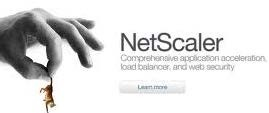 NetScaler
Comprehensive application acceleration,
load balancer, and web security
Learn more